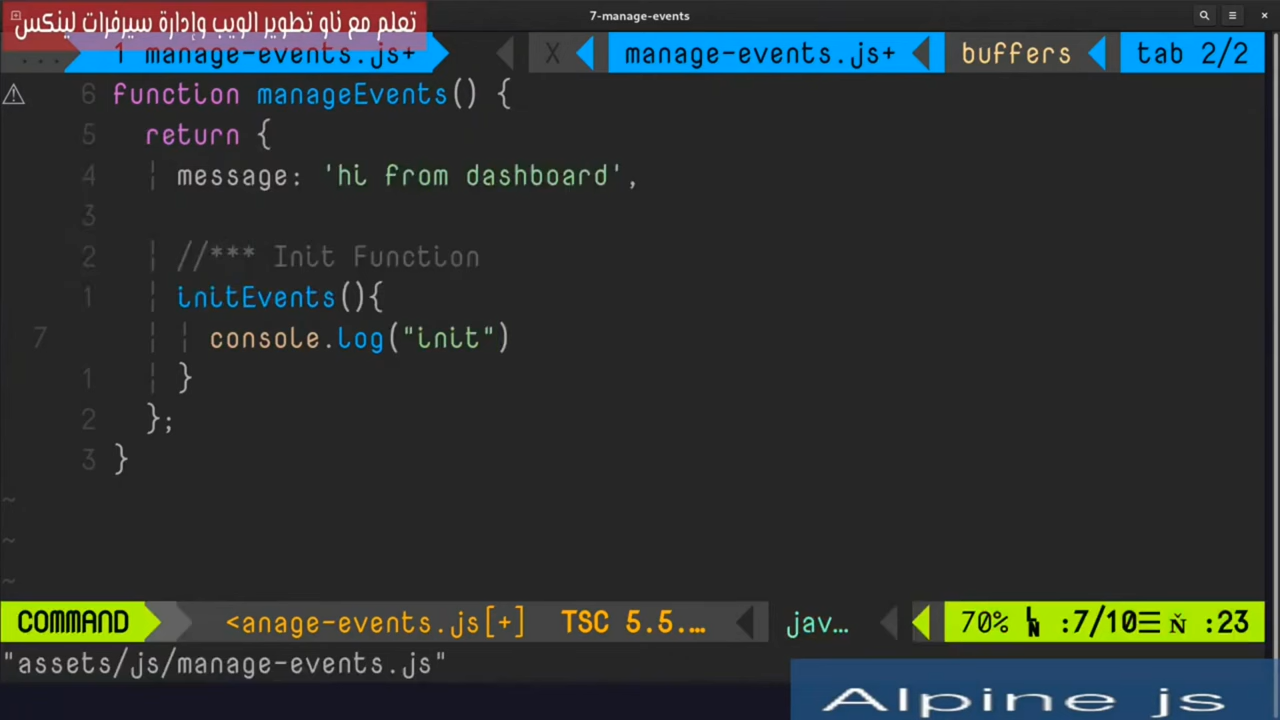 تعلم مع ناو تطوير الويب وإدارة سيرفرات لينكس
7-manage-events
... 1 manage-events.js+ X manage-events.js+ buffers tab 2/2
6 function manageEvents() {
5 return {
4 message: 'hi from dashboard',
3
2 //*** Init Function
1 initEvents(){
7 console.log("init")
1 }
2 };
3 }
~
~
~
COMMAND <anage-events.js[+] TSC 5.5.… jav… 70% :7/10☰ :23
"assets/js/manage-events.js"
Alpine js